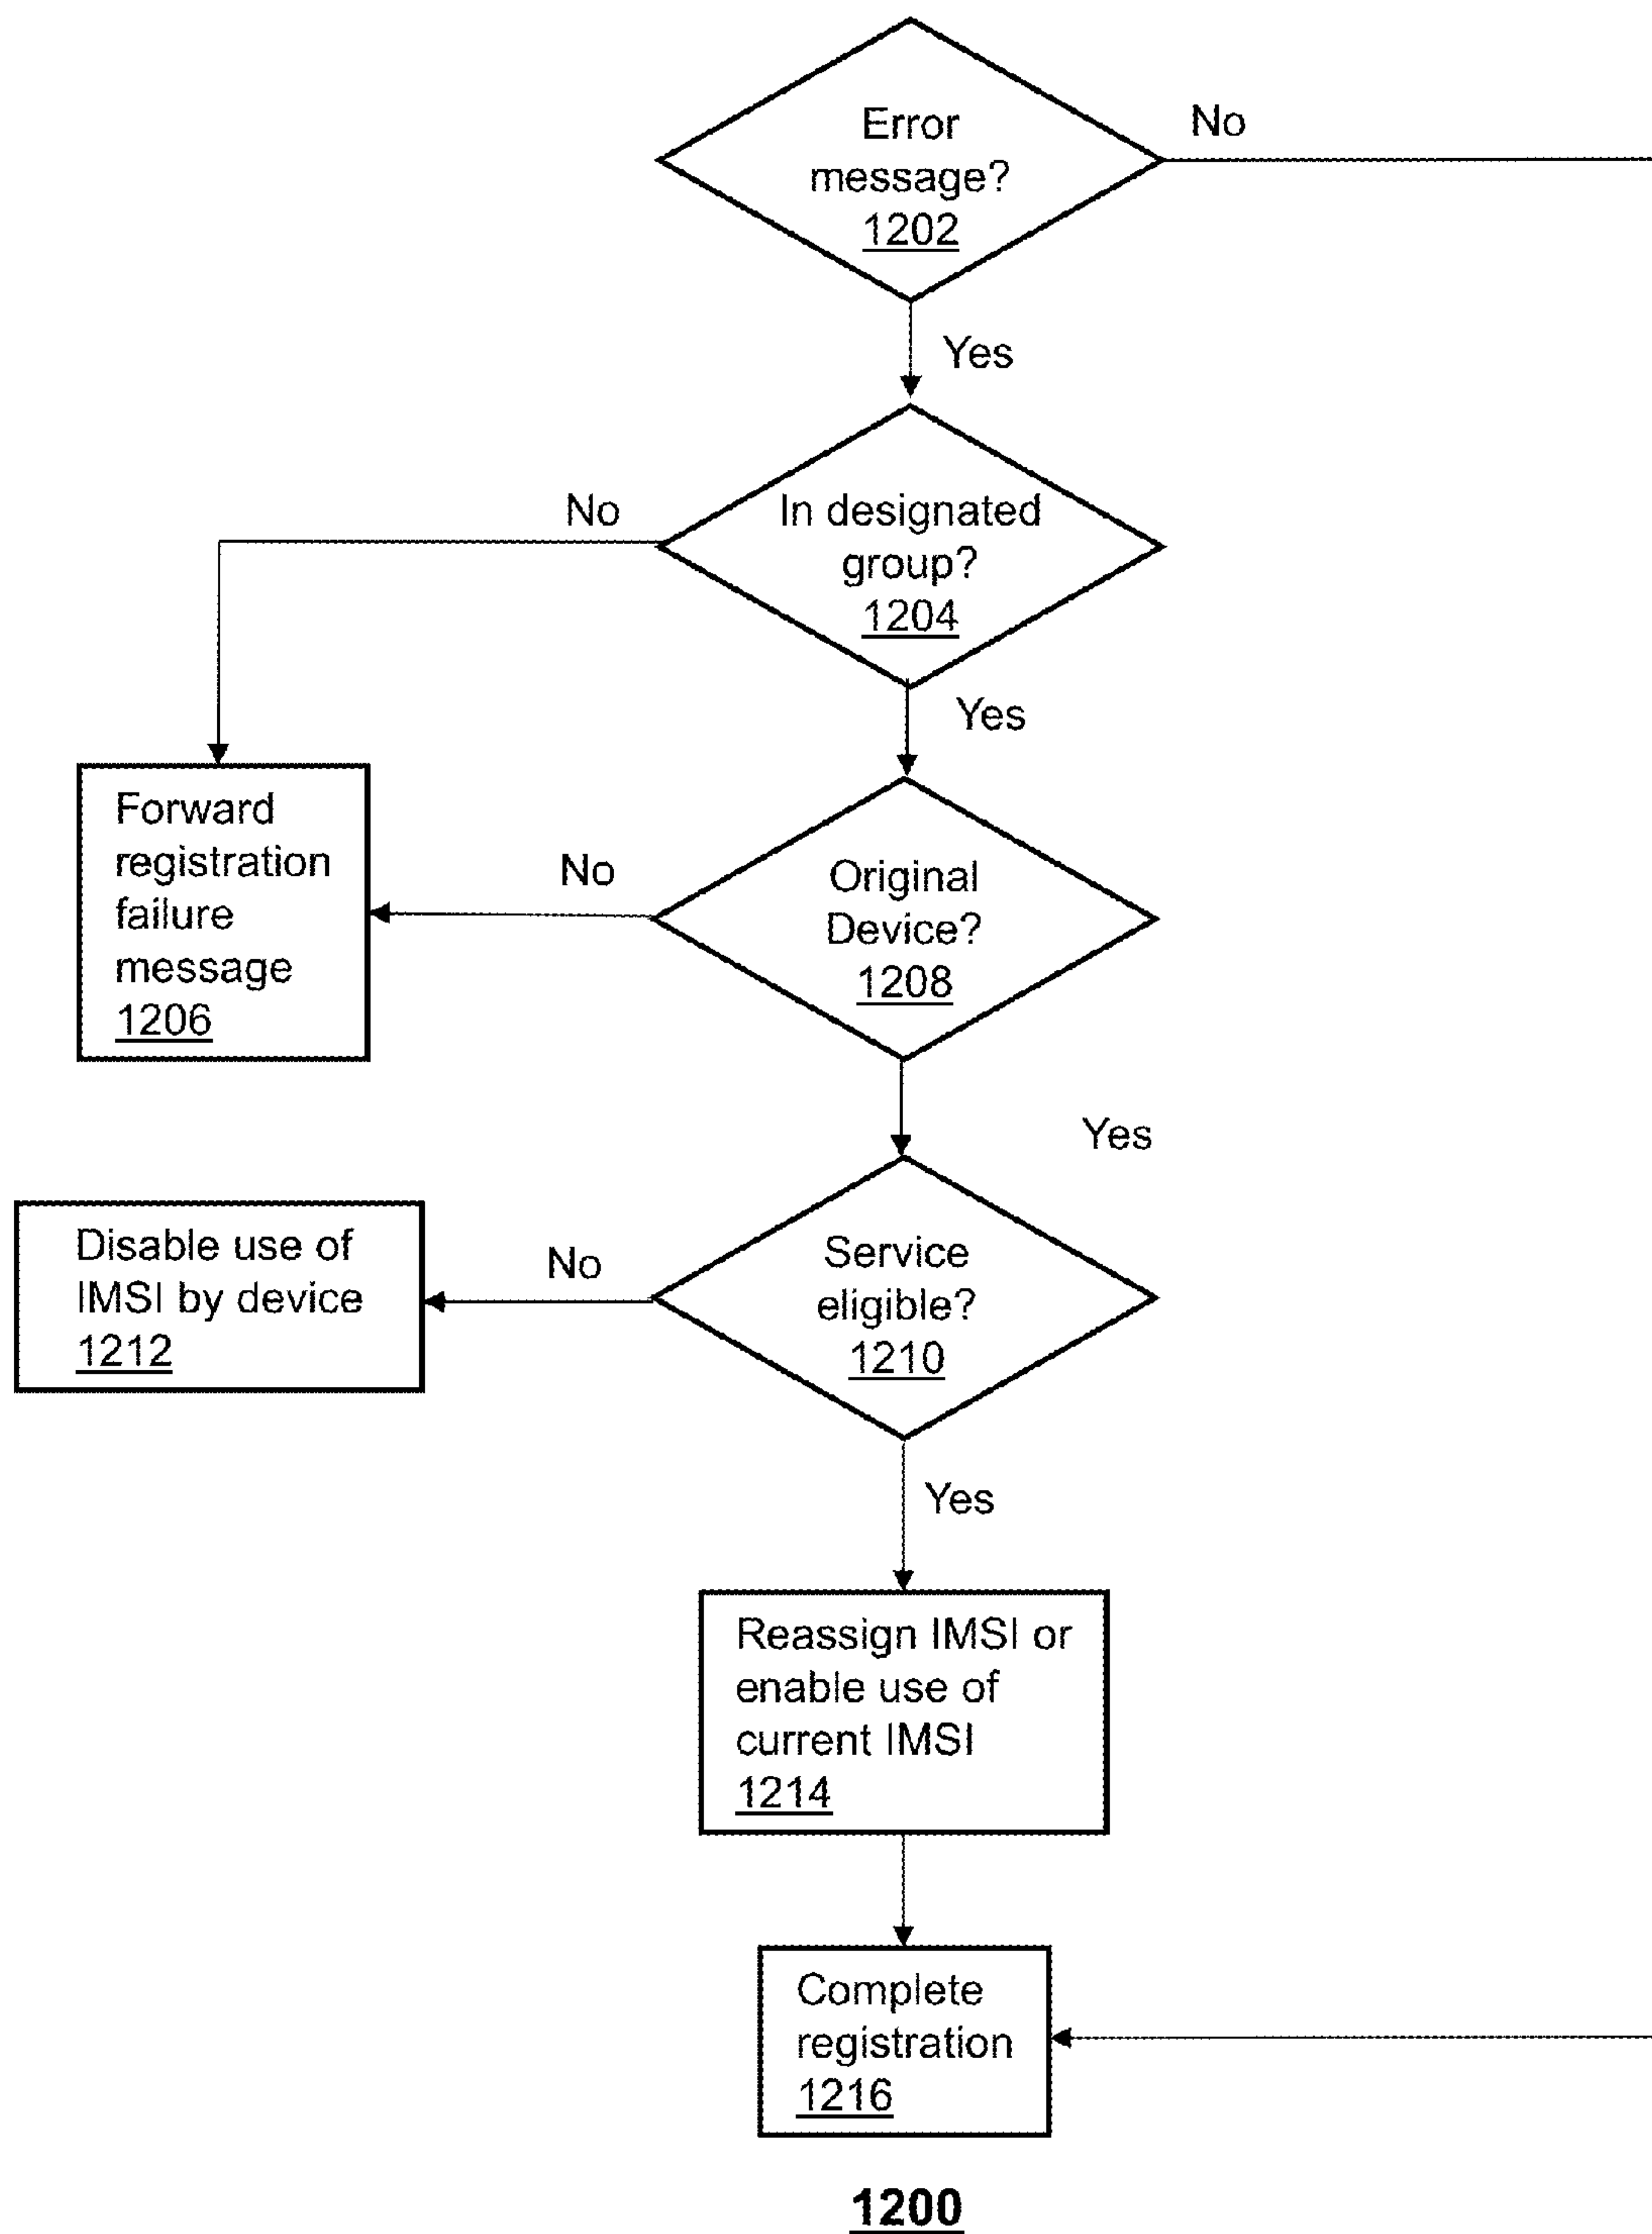 Error
message?
1202
No
Yes
In designated
group?
1204
No
Yes
Forward
registration
failure
message
1206
No
Original
Device?
1208
Yes
Disable use of
IMSI by device
1212
No
Service
eligible?
1210
Yes
Reassign IMSI or
enable use of
current IMSI
1214
Complete
registration
1216
1200